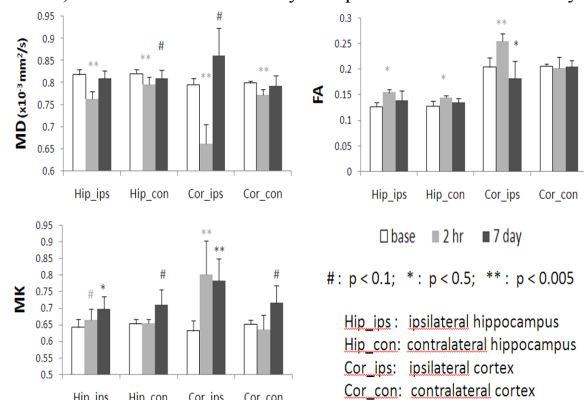 0.95
0.9
0.85
0.8
0.75
0.7
0.65
0.6
MD (x10-3 mm2/s)
** ** # ** # **
Hip_ips Hip_con Cor_ips Cor_con
0.3
0.25
0.2
0.15
0.1
0.05
0
FA
* * ** *
Hip_ips Hip_con Cor_ips Cor_con
0.95
0.9
0.85
0.8
0.75
0.7
0.65
0.6
0.55
0.5
MK
# * # ** ** #
Hip_ips Hip_con Cor_ips Cor_con
base 2 hr 7 day
#: p < 0.1; *: p < 0.5; **: p < 0.005
Hip_ips: ipsilateral hippocampus
Hip_con: contralateral hippocampus
Cor_ips: ipsilateral cortex
Cor_con: contralateral cortex